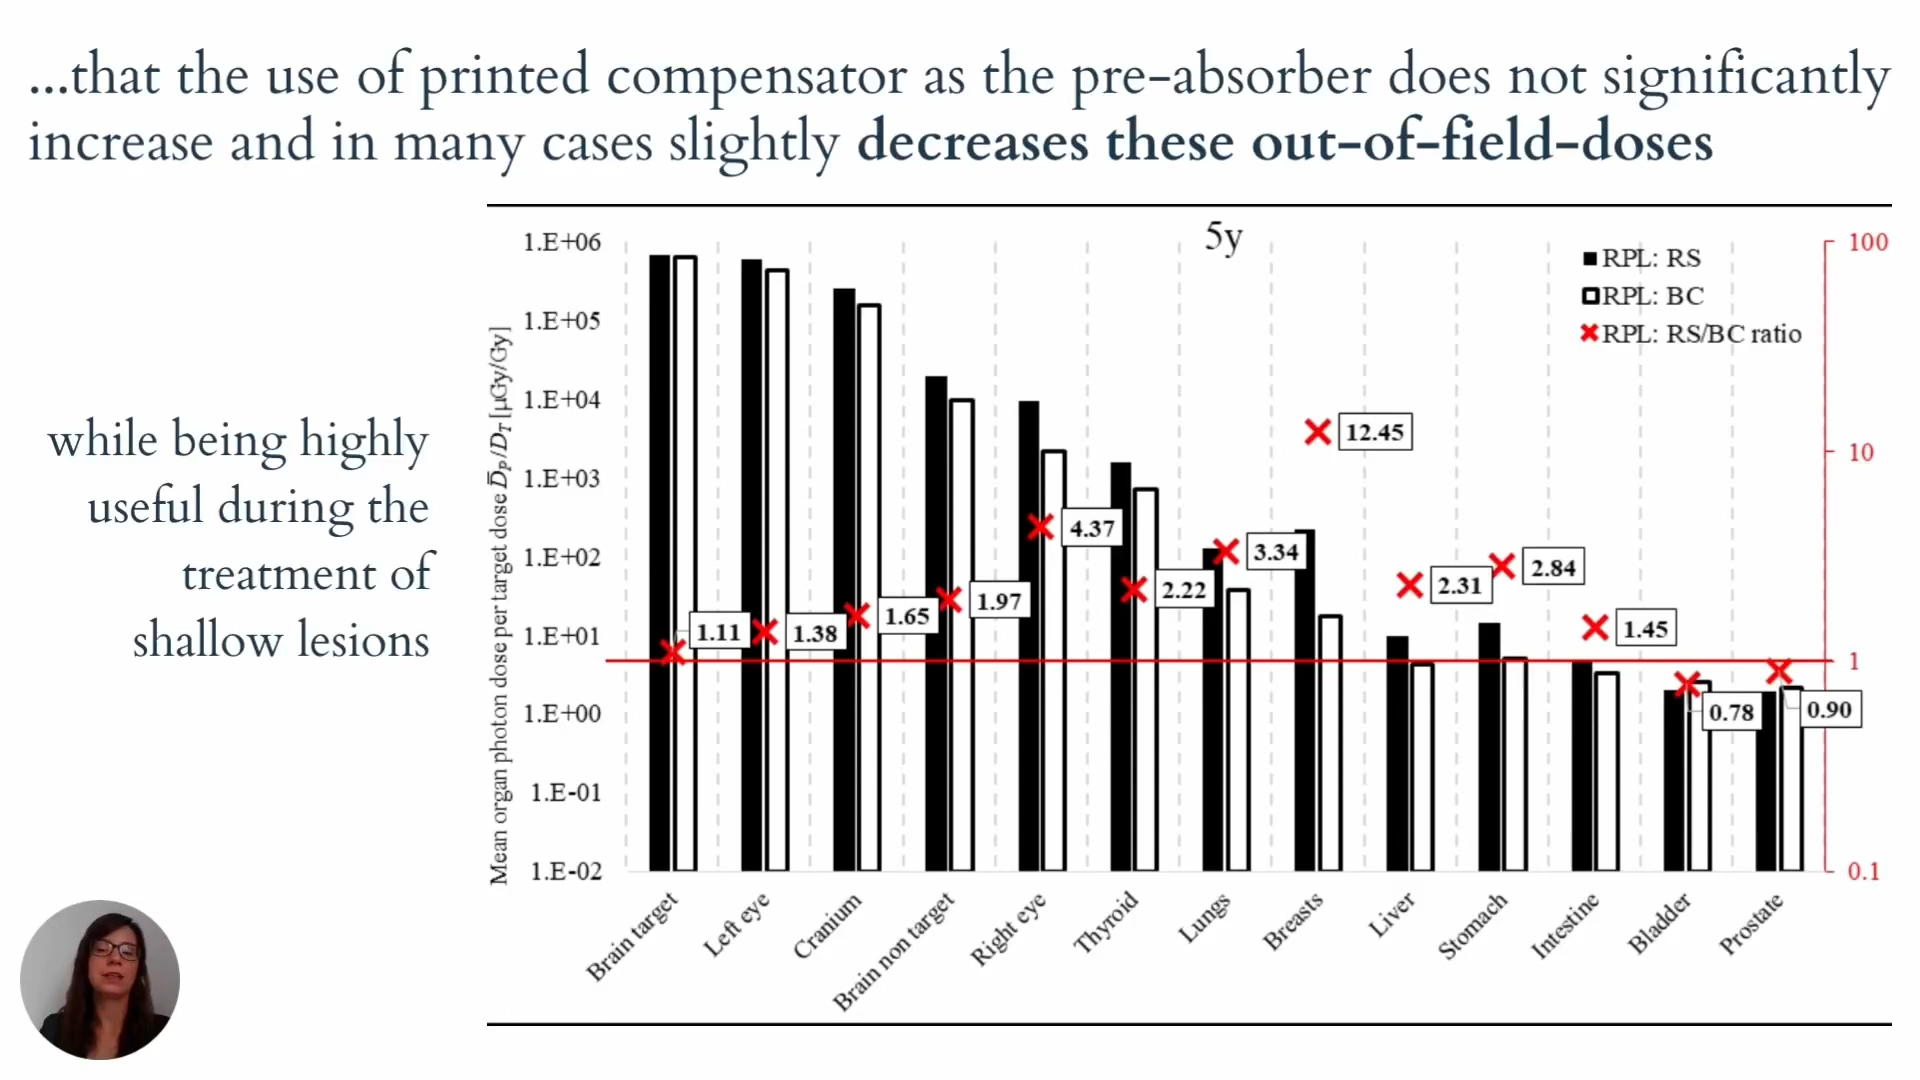 ...that the use of printed compensator as the pre-absorber does not significantly
increase and in many cases slightly decreases these out-of-field-doses
while being highly
useful during the
treatment of
shallow lesions
5y
RPL: RS
RPL: BC
RPL: RS/BC ratio
Mean organ photon dose per target dose D̄P/DT [μGy/Gy]
1.E+06
1.E+05
1.E+04
1.E+03
1.E+02
1.E+01
1.E+00
1.E-01
1.E-02
100
10
1
0.1
1.11
1.38
1.65
1.97
4.37
2.22
3.34
12.45
2.31
2.84
1.45
0.78
0.90
Brain target
Left eye
Cranium
Brain non target
Right eye
Thyroid
Lungs
Breasts
Liver
Stomach
Intestine
Bladder
Prostate